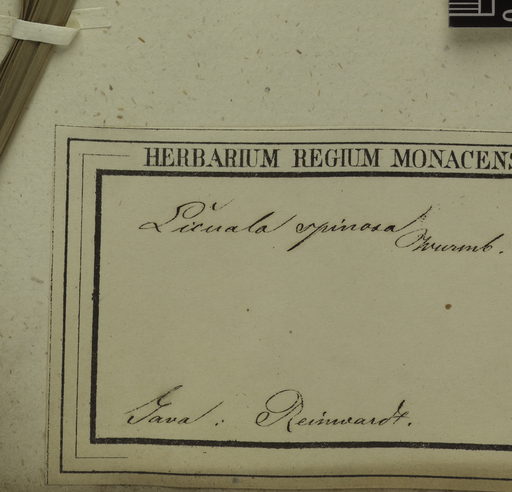 HERBARIUM REGIUM MONACENS
Licuala spinosa Wurmb.
Java : Reinwardt.